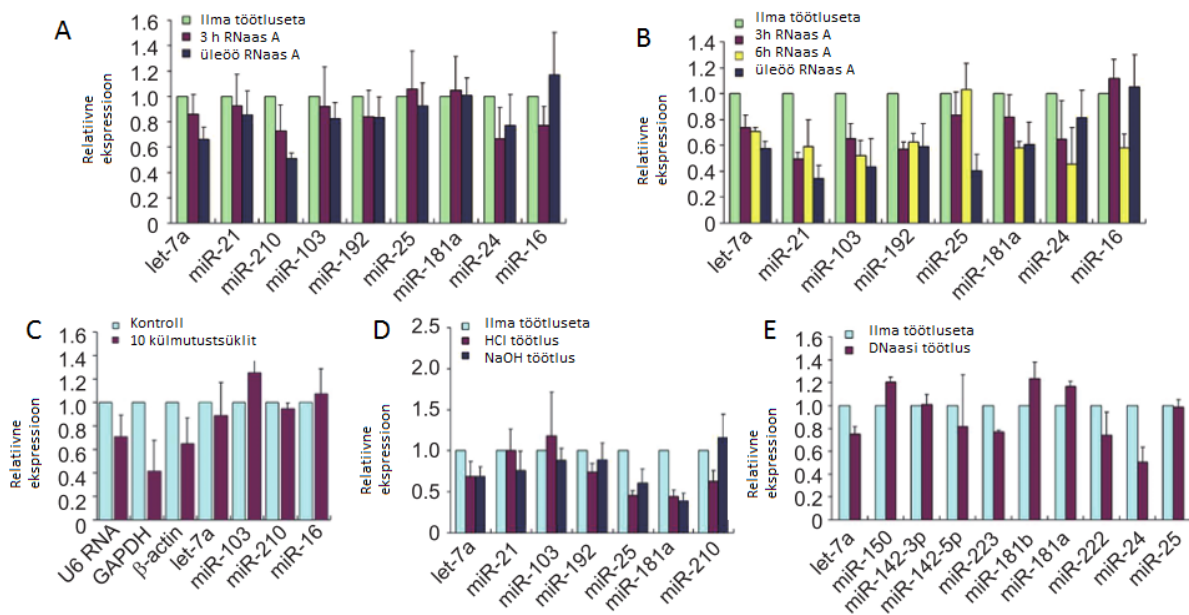 A
Ilma töötluseta
3 h RNaas A
üleöö RNaas A
Relatiivne
ekspressioon
1.6
1.4
1.2
1.0
0.8
0.6
0.4
0.2
0
let-7a
miR-21
miR-210
miR-103
miR-192
miR-25
miR-181a
miR-24
miR-16
B
Ilma töötluseta
3h RNaas A
6h RNaas A
üleöö RNaas A
Relatiivne
ekspressioon
1.4
1.2
1.0
0.8
0.6
0.4
0.2
0
let-7a
miR-21
miR-103
miR-192
miR-25
miR-181a
miR-24
miR-16
C
Kontroll
10 külmutustsüklit
Relatiivne
ekspressioon
1.6
1.4
1.2
1.0
0.8
0.6
0.4
0.2
0
U6 RNA
GAPDH
β-actin
let-7a
miR-103
miR-210
miR-16
D
Ilma töötluseta
HCl töötlus
NaOH töötlus
Relatiivne
ekspressioon
2.5
2.0
1.5
1.0
0.5
0
let-7a
miR-21
miR-103
miR-192
miR-25
miR-181a
miR-210
E
Ilma töötluseta
DNaasi töötlus
Relatiivne
ekspressioon
1.6
1.4
1.2
1.0
0.8
0.6
0.4
0.2
0
let-7a
miR-150
miR-142-3p
miR-142-5p
miR-223
miR-181b
miR-181a
miR-222
miR-24
miR-25